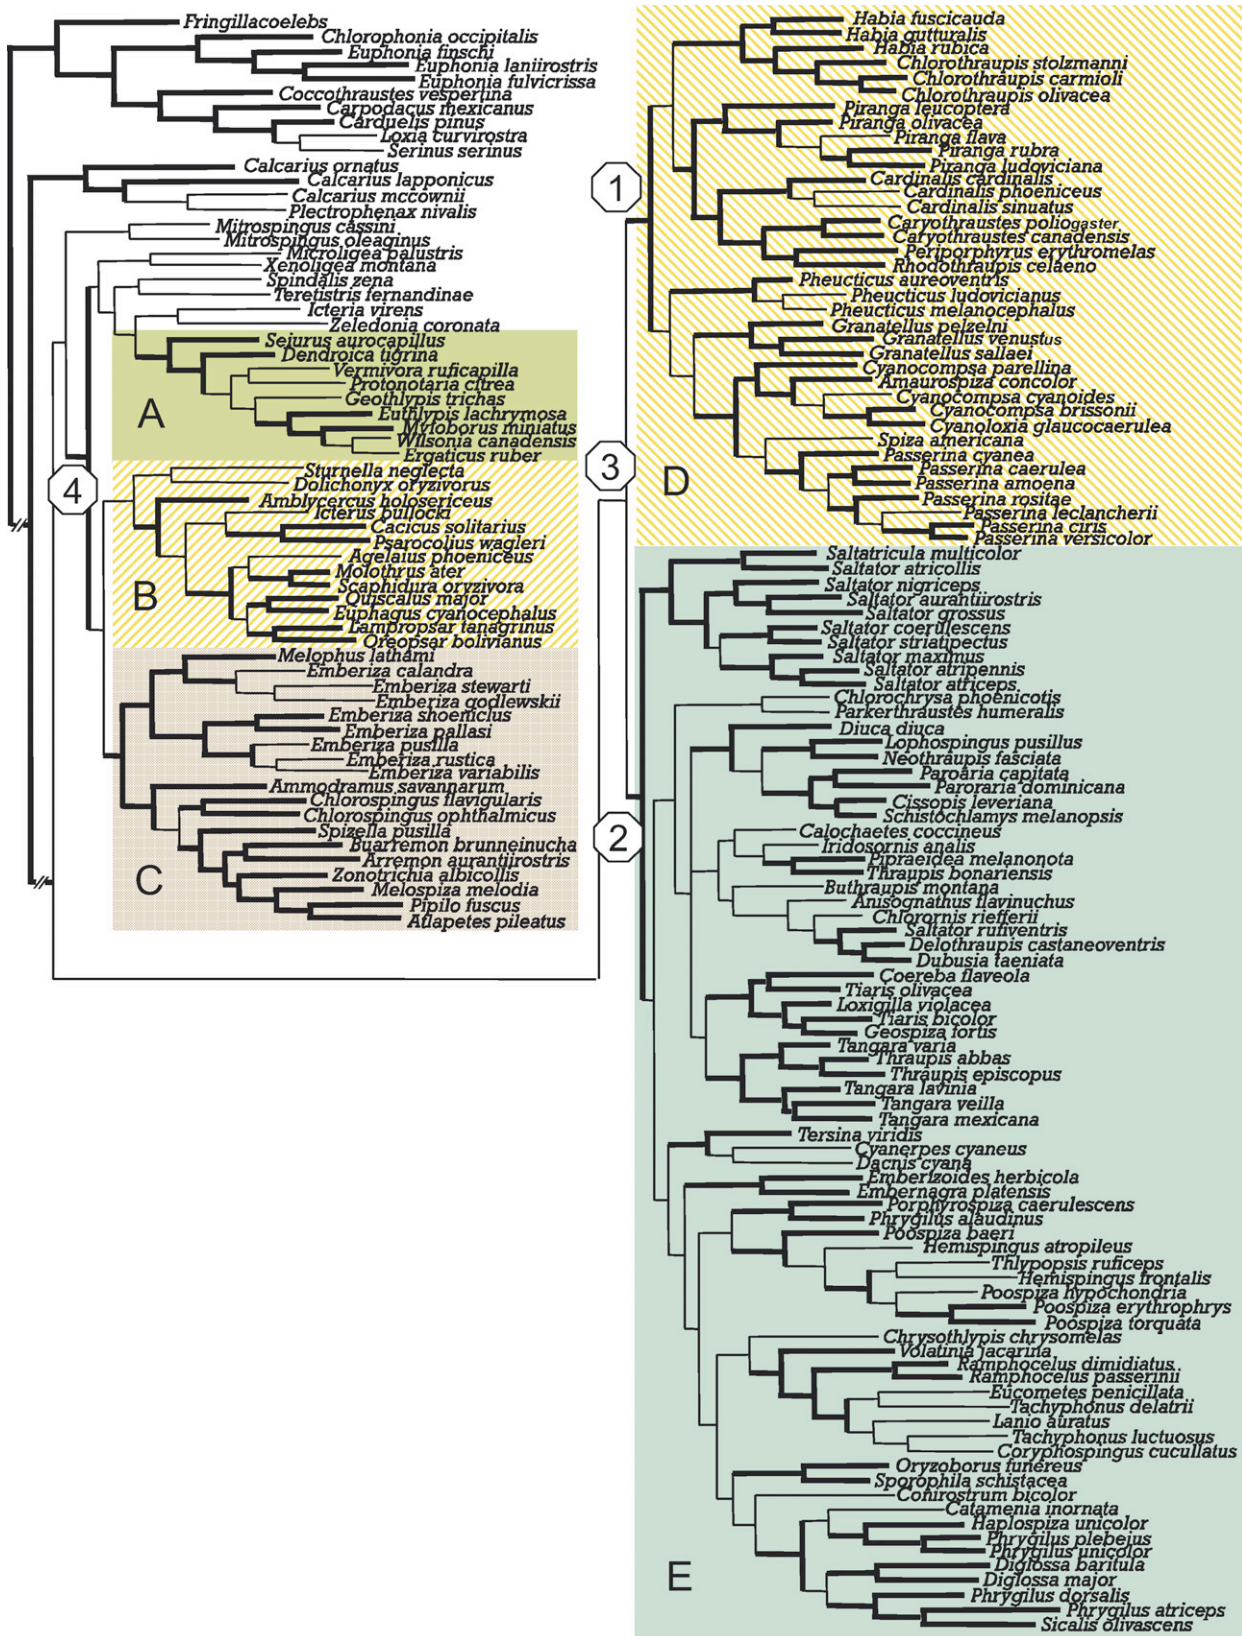 Fringillacoelebs
Chlorophonia occipitalis
Euphonia finschi
Euphonia laniirostris
Euphonia fulvicrissa
Coccothraustes vespertina
Carpodacus mexicanus
Carduelis pinus
Loxia curvirostra
Serinus serinus
Calcarius ornatus
Calcarius lapponicus
Calcarius mccownii
Plectrophenax nivalis
Mitrospingus cassini
Mitrospingus oleaginus
Microligea palustris
Xenoligea montana
Spindalis zena
Teretistris fernandinae
Icteria virens
Zeledonia coronata
Seiurus aurocapillus
Dendroica tigrina
Vermivora ruficapilla
Protonotaria citrea
Geothlypis trichas
Euthlypis lachrymosa
Myioborus miniatus
Wilsonia canadensis
Ergaticus ruber
A
4
Sturnella neglecta
Dolichonyx oryzivorus
Amblycercus holosericeus
Icterus bullocki
Cacicus solitarius
Psarocolius wagleri
Agelaius phoeniceus
Molothrus ater
Scaphidura oryzivora
Quiscalus major
Euphagus cyanocephalus
Lampropsar tanagrinus
Oreopsar bolivianus
B
Melophus lathami
Emberiza calandra
Emberiza stewarti
Emberiza godlewskii
Emberiza shoeniclus
Emberiza pallasi
Emberiza pusilla
Emberiza rustica
Emberiza variabilis
Ammodramus savannarum
Chlorospingus flavigularis
Chlorospingus ophthalmicus
Spizella pusilla
Buarremon brunneinucha
Arremon aurantiirostris
Zonotrichia albicollis
Melospiza melodia
Pipilo fuscus
Atlapetes pileatus
C
1
3
2
Habia fuscicauda
Habia gutturalis
Habia rubica
Chlorothraupis stolzmanni
Chlorothraupis carmioli
Chlorothraupis olivacea
Piranga leucoptera
Piranga olivacea
Piranga flava
Piranga rubra
Piranga ludoviciana
Cardinalis cardinalis
Cardinalis phoeniceus
Cardinalis sinuatus
Caryothraustes poliogaster
Caryothraustes canadensis
Periporphyrus erythromelas
Rhodothraupis celaeno
Pheucticus aureoventris
Pheucticus ludovicianus
Pheucticus melanocephalus
Granatellus pelzelni
Granatellus venustus
Granatellus sallaei
Cyanocompsa parellina
Amaurospiza concolor
Cyanocompsa cyanoides
Cyanocompsa brissonii
Cyanoloxia glaucocaerulea
Spiza americana
Passerina cyanea
Passerina caerulea
Passerina amoena
Passerina rositae
Passerina leclancherii
Passerina ciris
Passerina versicolor
D
Saltatricula multicolor
Saltator atricollis
Saltator nigriceps
Saltator aurantiirostris
Saltator grossus
Saltator coerulescens
Saltator striatipectus
Saltator maximus
Saltator atripennis
Saltator atriceps
Chlorochrysa phoenicotis
Parkerthraustes humeralis
Diuca diuca
Lophospingus pusillus
Neothraupis fasciata
Paroaria capitata
Paroraria dominicana
Cissopis leveriana
Schistochlamys melanopsis
Calochaetes coccineus
Iridosornis analis
Pipraeidea melanonota
Thraupis bonariensis
Buthraupis montana
Anisognathus flavinuchus
Chlorornis riefferii
Saltator rufiventris
Delothraupis castaneoventris
Dubusia taeniata
Coereba flaveola
Tiaris olivacea
Loxigilla violacea
Tiaris bicolor
Geospiza fortis
Tangara varia
Thraupis abbas
Thraupis episcopus
Tangara lavinia
Tangara veilla
Tangara mexicana
Tersina viridis
Cyanerpes cyaneus
Dacnis cyana
Emberizoides herbicola
Embernagra platensis
Porphyrospiza caerulescens
Phrygilus alaudinus
Poospiza baeri
Hemispingus atropileus
Thlypopsis ruficeps
Hemispingus frontalis
Poospiza hypochondria
Poospiza erythrophrys
Poospiza torquata
Chrysothlypis chrysomelas
Volatinia jacarina
Ramphocelus dimidiatus
Ramphocelus passerinii
Eucometes penicillata
Tachyphonus delatrii
Lanio auratus
Tachyphonus luctuosus
Coryphospingus cucullatus
Oryzoborus funereus
Sporophila schistacea
Conirostrum bicolor
Catamenia inornata
Haplospiza unicolor
Phrygilus plebejus
Phrygilus unicolor
Diglossa baritula
Diglossa major
Phrygilus dorsalis
Phrygilus atriceps
Sicalis olivascens
E